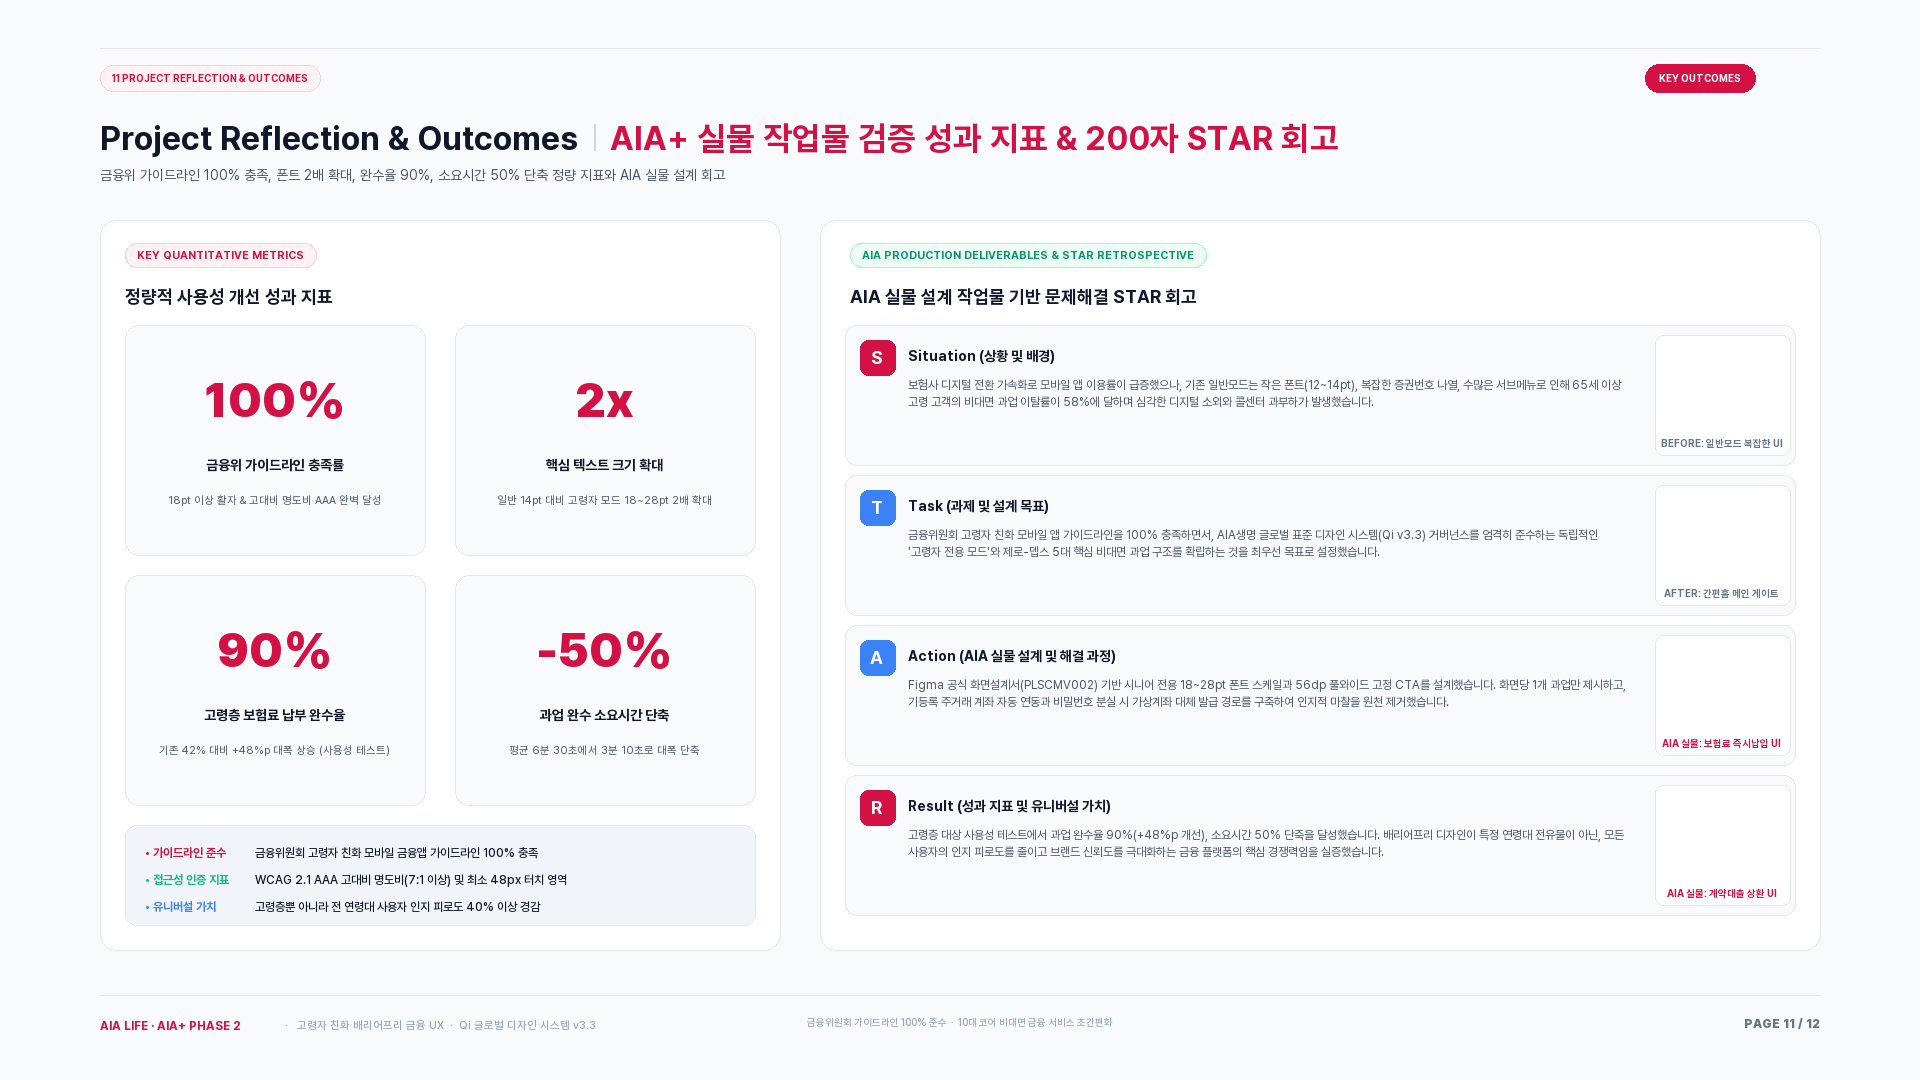 11 PROJECT REFLECTION & OUTCOMES
KEY OUTCOMES
Project Reflection & Outcomes | AIA+ 실물 작업물 검증 성과 지표 & 200자 STAR 회고
금융위 가이드라인 100% 충족, 폰트 2배 확대, 완수율 90%, 소요시간 50% 단축 정량 지표와 AIA 실물 설계 회고
KEY QUANTITATIVE METRICS
정량적 사용성 개선 성과 지표
100%
금융위 가이드라인 충족률
18pt 이상 활자 & 고대비 명도비 AAA 완벽 달성
2x
핵심 텍스트 크기 확대
일반 14pt 대비 고령자 모드 18~28pt 2배 확대
90%
고령층 보험료 납부 완수율
기존 42% 대비 +48%p 대폭 상승 (사용성 테스트)
-50%
과업 완수 소요시간 단축
평균 6분 30초에서 3분 10초로 대폭 단축
• 가이드라인 준수 금융위원회 고령자 친화 모바일 금융앱 가이드라인 100% 충족
• 접근성 인증 지표 WCAG 2.1 AAA 고대비 명도비(7:1 이상) 및 최소 48px 터치 영역
• 유니버설 가치 고령층뿐 아니라 전 연령대 사용자 인지 피로도 40% 이상 경감
AIA PRODUCTION DELIVERABLES & STAR RETROSPECTIVE
AIA 실물 설계 작업물 기반 문제해결 STAR 회고
S
Situation (상황 및 배경)
보험사 디지털 전환 가속화로 모바일 앱 이용률이 급증했으나, 기존 일반모드는 작은 폰트(12~14pt), 복잡한 증권번호 나열, 수많은 서브메뉴로 인해 65세 이상
고령 고객의 비대면 과업 이탈률이 58%에 달하며 심각한 디지털 소외와 콜센터 과부하가 발생했습니다.
BEFORE: 일반모드 복잡한 UI
T
Task (과제 및 설계 목표)
금융위원회 고령자 친화 모바일 앱 가이드라인을 100% 충족하면서, AIA생명 글로벌 표준 디자인 시스템(Qi v3.3) 거버넌스를 엄격히 준수하는 독립적인
'고령자 전용 모드'와 제로-뎁스 5대 핵심 비대면 과업 구조를 확립하는 것을 최우선 목표로 설정했습니다.
AFTER: 간편홈 메인 게이트
A
Action (AIA 실물 설계 및 해결 과정)
Figma 공식 화면설계서(PLSCMV002) 기반 시니어 전용 18~28pt 폰트 스케일과 56dp 풀와이드 고정 CTA를 설계했습니다. 화면당 1개 과업만 제시하고,
기등록 주거래 계좌 자동 연동과 비밀번호 분실 시 가상계좌 대체 발급 경로를 구축하여 인지적 마찰을 원천 제거했습니다.
AIA 실물: 보험료 즉시납입 UI
R
Result (성과 지표 및 유니버설 가치)
고령층 대상 사용성 테스트에서 과업 완수율 90%(+48%p 개선), 소요시간 50% 단축을 달성했습니다. 배리어프리 디자인이 특정 연령대 전유물이 아닌, 모든
사용자의 인지 피로도를 줄이고 브랜드 신뢰도를 극대화하는 금융 플랫폼의 핵심 경쟁력임을 실증했습니다.
AIA 실물: 계약대출 상환 UI
AIA LIFE · AIA+ PHASE 2 · 고령자 친화 배리어프리 금융 UX · Qi 글로벌 디자인 시스템 v3.3
금융위원회 가이드라인 100% 준수 · 10대 코어 비대면 금융 서비스 초간편화
PAGE 11 / 12